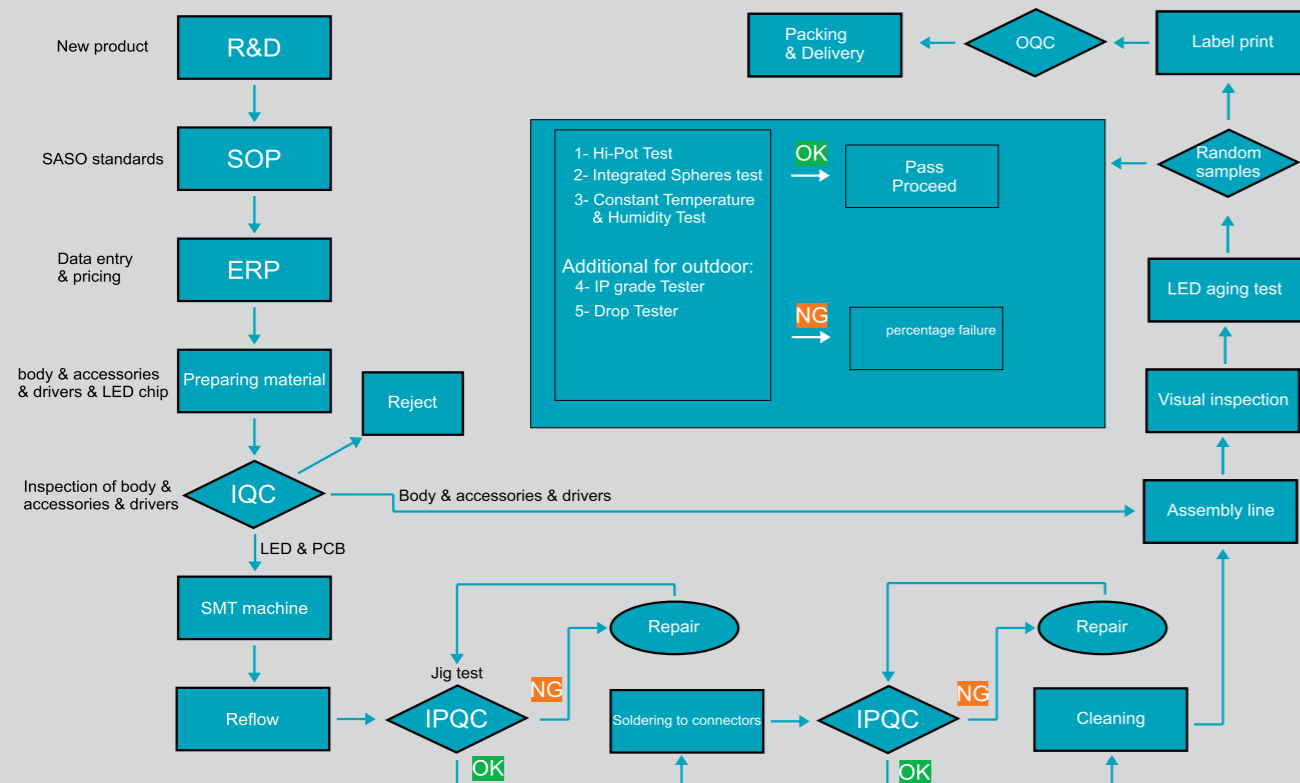 New product
R&D
SASO standards
SOP
Data entry
& pricing
ERP
body & accessories
& drivers & LED chip
Preparing material
Reject
Inspection of body &
accessories & drivers
IQC
Body & accessories & drivers
LED & PCB
SMT machine
Reflow
Jig test
IPQC
NG
OK
Repair
Soldering to connectors
IPQC
NG
OK
Repair
Cleaning
Assembly line
Visual inspection
LED aging test
Random
samples
1- Hi-Pot Test
2- Integrated Spheres test
3- Constant Temperature
& Humidity Test
Additional for outdoor:
4- IP grade Tester
5- Drop Tester
OK
Pass
Proceed
NG
percentage failure
Label print
OQC
Packing
& Delivery